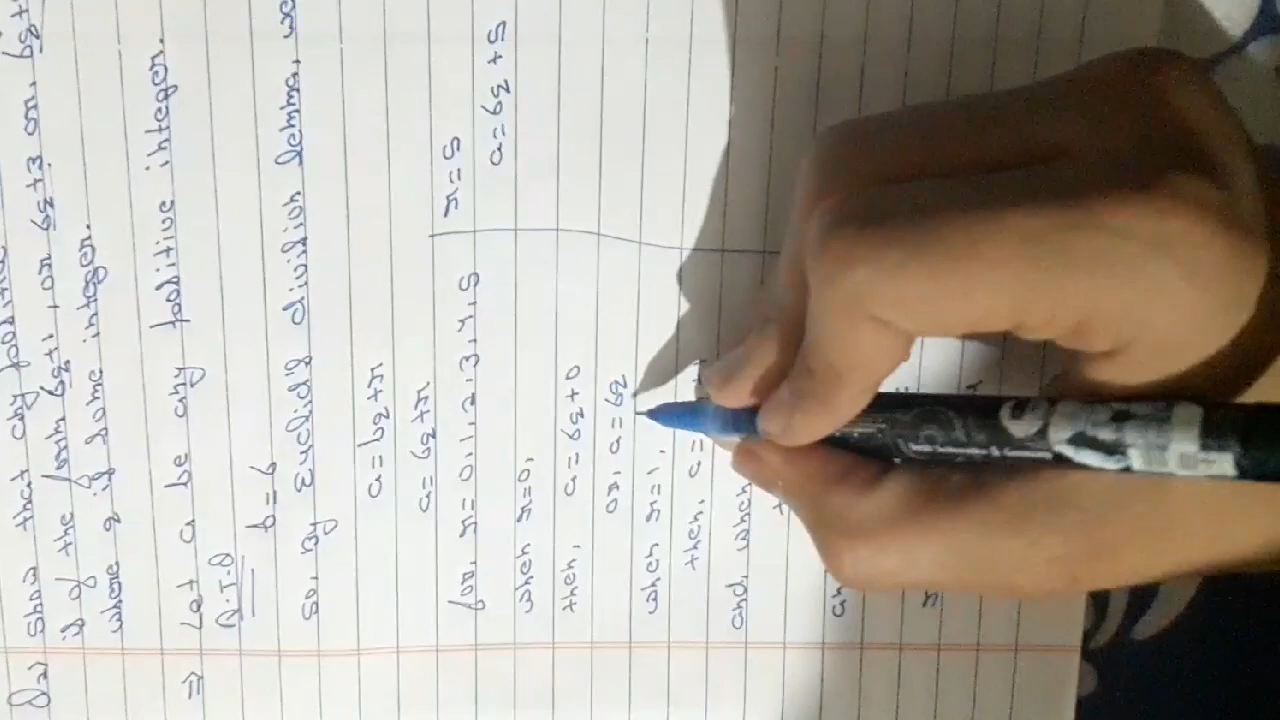 Q2) Show that any positive
is of the form 6q+1, or 6q+3 or, 6q+
where q is some integer.
⇒ Let a be any positive integer.
A.T.Q
b = 6
So, By Euclid's division lemma, we
a = bq+r
a = 6q+r
for, r = 0,1,2,3,4,5
when r=0,
then, a = 6q+0
or, a = 6q
when r=1,
then, a =
and, when
r = 5
a = 6q+5